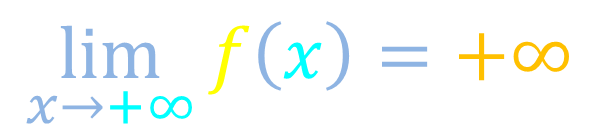 lim f(x) = +∞
x→+∞